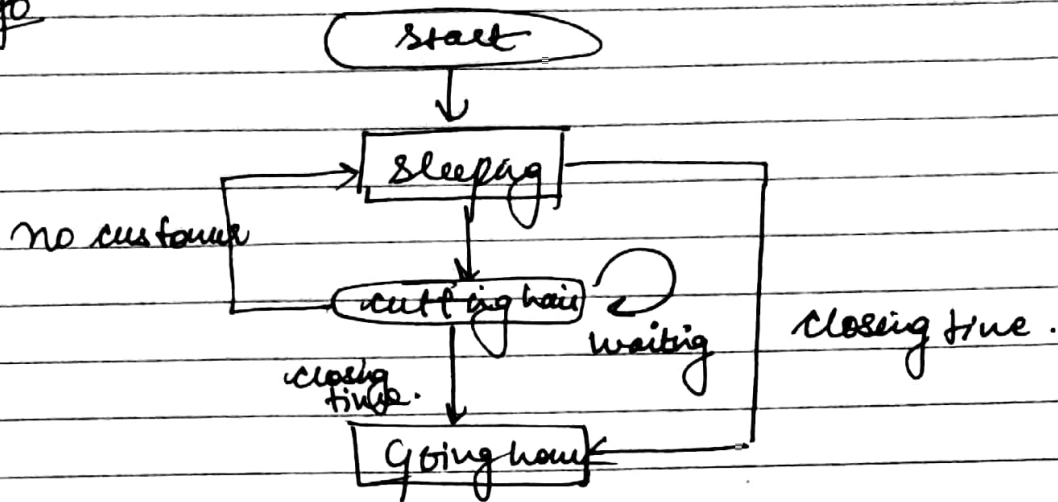 start
sleeping
no customer
cutting hair
waiting
closing time.
closing time.
Going home